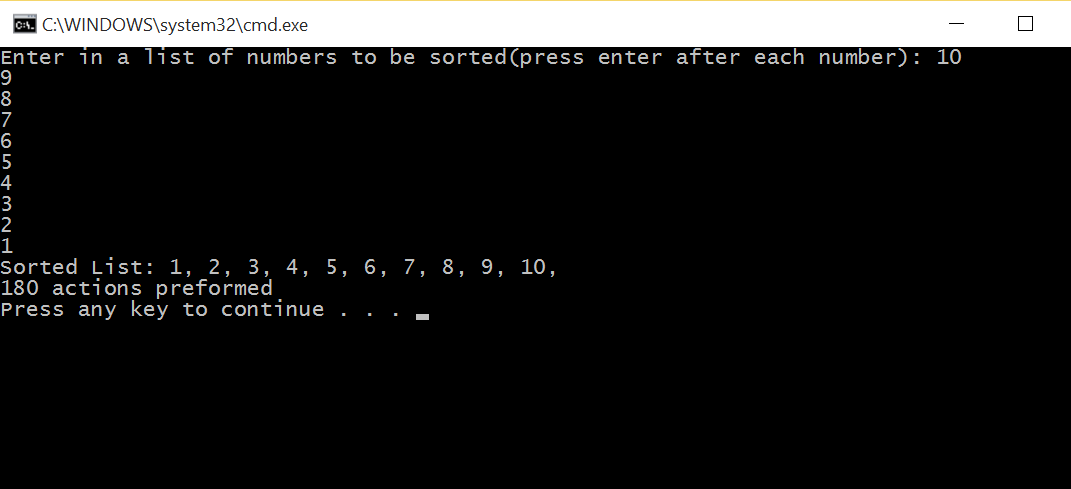 C:\WINDOWS\system32\cmd.exe
Enter in a list of numbers to be sorted(press enter after each number): 10
9
8
7
6
5
4
3
2
1
Sorted List: 1, 2, 3, 4, 5, 6, 7, 8, 9, 10,
180 actions preformed
Press any key to continue . . .